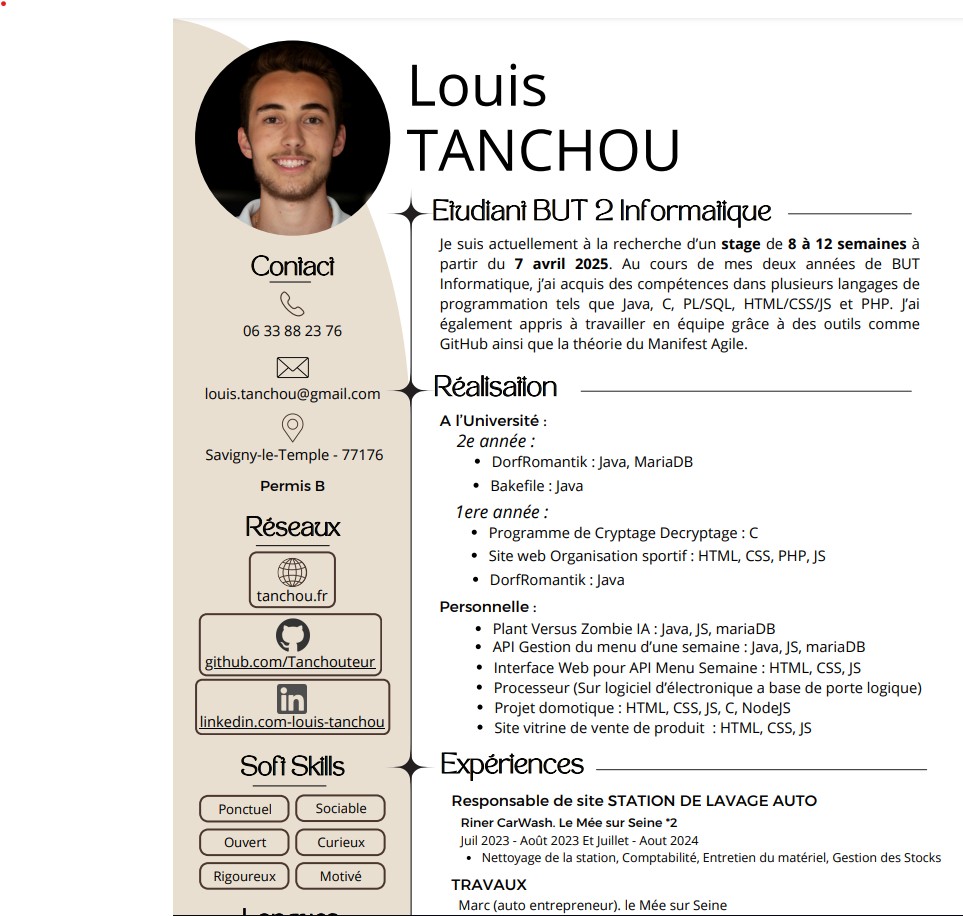 Louis
TANCHOU
Etudiant BUT 2 Informatique
Je suis actuellement à la recherche d’un stage de 8 à 12 semaines à
partir du 7 avril 2025. Au cours de mes deux années de BUT
Informatique, j’ai acquis des compétences dans plusieurs langages de
programmation tels que Java, C, PL/SQL, HTML/CSS/JS et PHP. J’ai
également appris à travailler en équipe grâce à des outils comme
GitHub ainsi que la théorie du Manifest Agile.
Contact
06 33 88 23 76
louis.tanchou@gmail.com
Savigny-le-Temple - 77176
Permis B
Réseaux
tanchou.fr
github.com/Tanchouteur
linkedin.com-louis-tanchou
Soft Skills
Ponctuel
Sociable
Ouvert
Curieux
Rigoureux
Motivé
Langues
Réalisation
A l’Université :
2e année :
• DorfRomantik : Java, MariaDB
• Bakefile : Java
1ere année :
• Programme de Cryptage Decryptage : C
• Site web Organisation sportif : HTML, CSS, PHP, JS
• DorfRomantik : Java
Personnelle :
• Plant Versus Zombie IA : Java, JS, mariaDB
• API Gestion du menu d’une semaine : Java, JS, mariaDB
• Interface Web pour API Menu Semaine : HTML, CSS, JS
• Processeur (Sur logiciel d’électronique a base de porte logique)
• Projet domotique : HTML, CSS, JS, C, NodeJS
• Site vitrine de vente de produit : HTML, CSS, JS
Expériences
Responsable de site STATION DE LAVAGE AUTO
Riner CarWash. Le Mée sur Seine *2
Juil 2023 - Août 2023 Et Juillet - Aout 2024
• Nettoyage de la station, Comptabilité, Entretien du matériel, Gestion des Stocks
TRAVAUX
Marc (auto entrepreneur). le Mée sur Seine